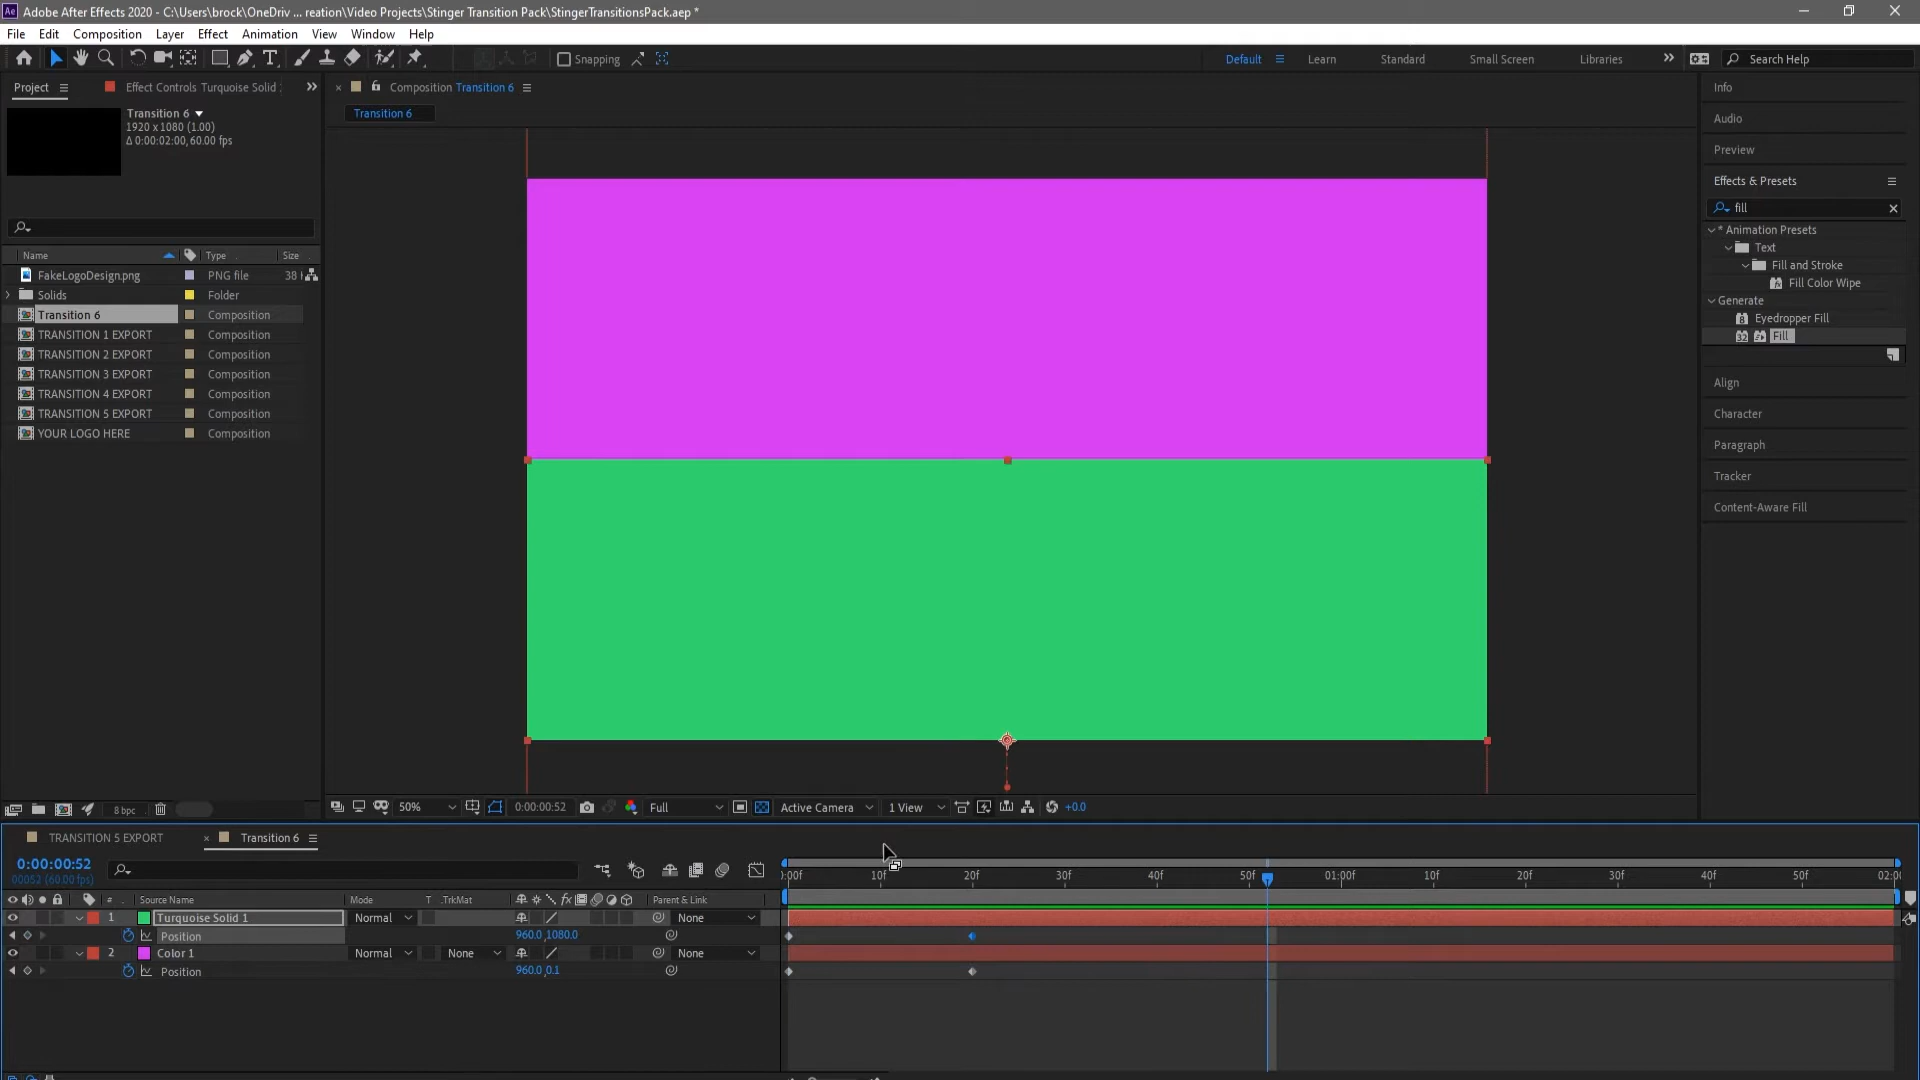 Ae Adobe After Effects 2020 - C:\Users\brock\OneDriv ... reation\Video Projects\Stinger Transition Pack\StingerTransitionsPack.aep *
File Edit Composition Layer Effect Animation View Window Help
Snapping Default Learn Standard Small Screen Libraries Search Help
Project Effect Controls Turquoise Solid
Composition Transition 6
Transition 6
Transition 6
1920 x 1080 (1.00)
Δ 0:00:02:00, 60.00 fps
Name Type Size
FakeLogoDesign.png PNG file 38
Solids Folder
Transition 6 Composition
TRANSITION 1 EXPORT Composition
TRANSITION 2 EXPORT Composition
TRANSITION 3 EXPORT Composition
TRANSITION 4 EXPORT Composition
TRANSITION 5 EXPORT Composition
YOUR LOGO HERE Composition
Info
Audio
Preview
Effects & Presets
fill
* Animation Presets
Text
Fill and Stroke
Fill Color Wipe
Generate
Eyedropper Fill
32 Fill
Align
Character
Paragraph
Tracker
Content-Aware Fill
8 bpc
50% 0:00:00:52 Full Active Camera 1 View +0.0
TRANSITION 5 EXPORT Transition 6
0:00:00:52
00052 (60.00 fps)
:00f 10f 20f 30f 40f 50f 01:00f 10f 20f 30f 40f 50f 02:00
# Source Name Mode T .TrkMat Parent & Link
1 Turquoise Solid 1 Normal None
Position 960.0,1080.0
2 Color 1 Normal None None
Position 960.0,0.1